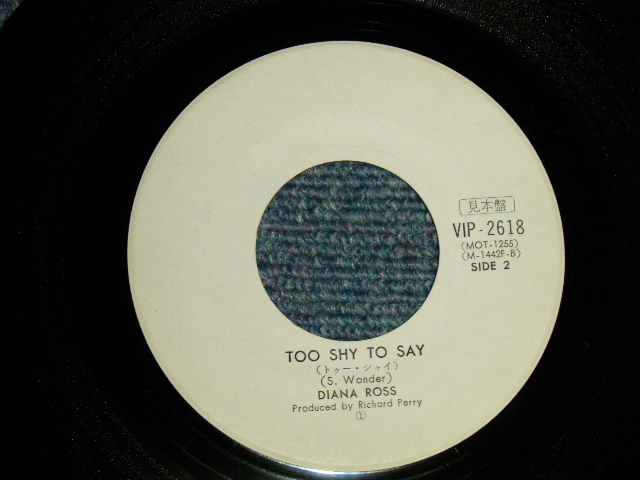 見本盤
VIP-2618
(MOT-1255)
(M-1442F-B)
SIDE 2
TOO SHY TO SAY
(トゥー・シャイ)
(S. Wonder)
DIANA ROSS
Produced by Richard Perry
①